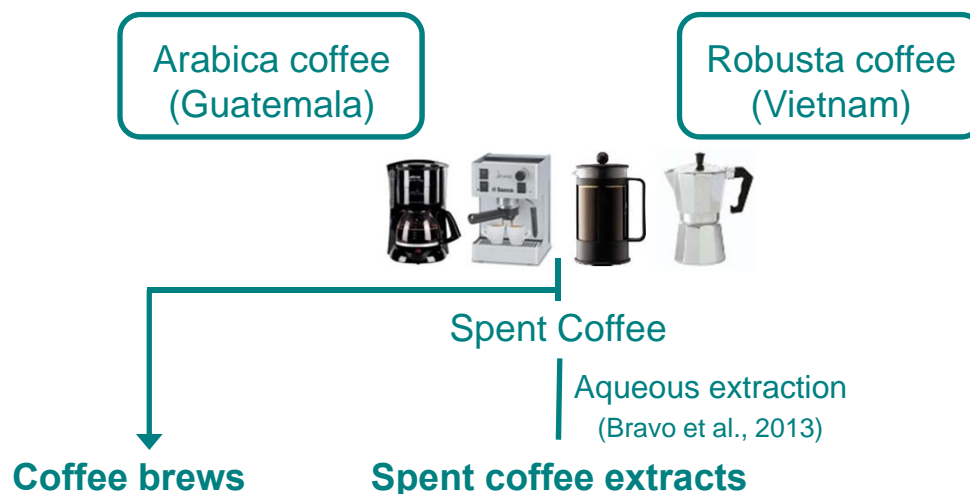 Arabica coffee
(Guatemala)
Robusta coffee
(Vietnam)
Spent Coffee
Aqueous extraction
(Bravo et al., 2013)
Coffee brews
Spent coffee extracts